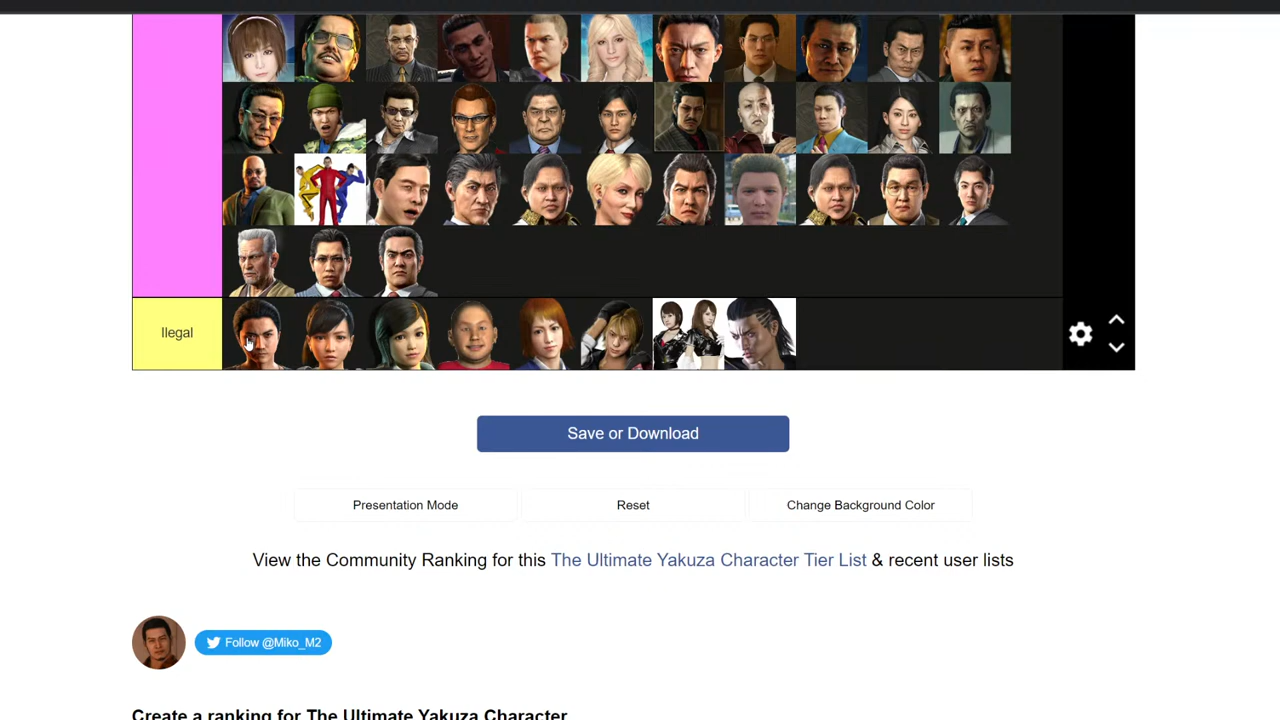 Ilegal
Save or Download
Presentation Mode
Reset
Change Background Color
View the Community Ranking for this The Ultimate Yakuza Character Tier List & recent user lists
Follow @Miko_M2
Create a ranking for The Ultimate Yakuza Character